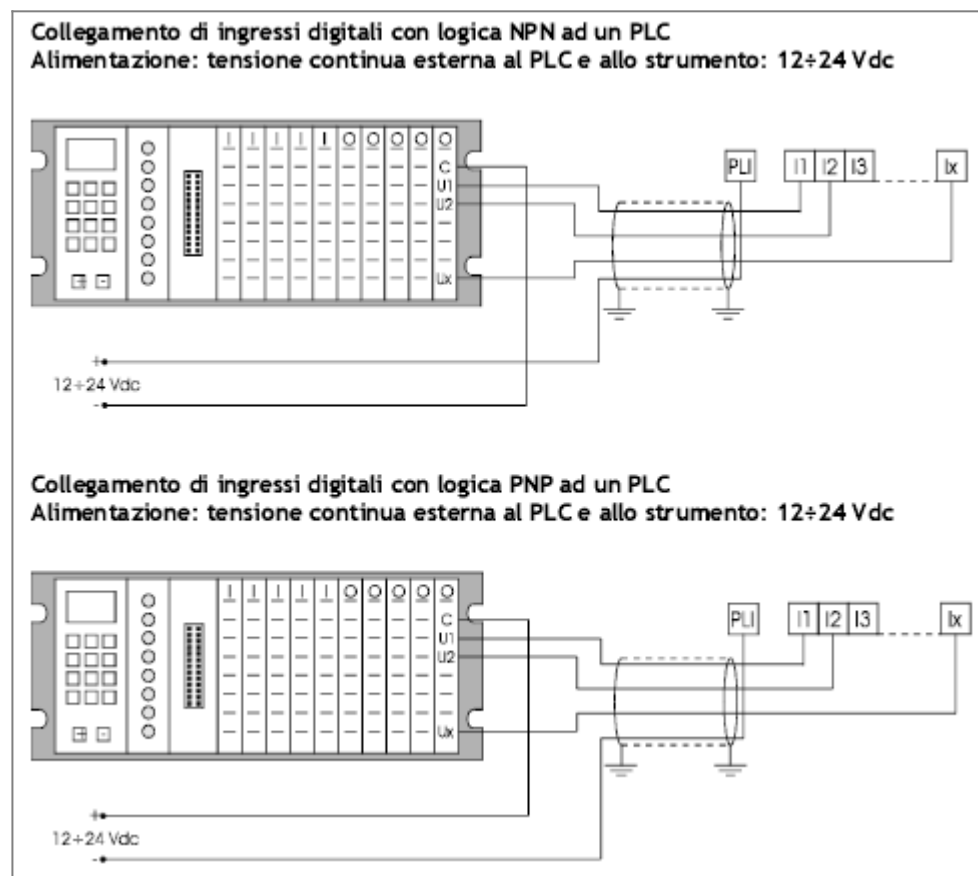 Collegamento di ingressi digitali con logica NPN ad un PLC
Alimentazione: tensione continua esterna al PLC e allo strumento: 12÷24 Vdc
I I I I I O O O O O
C
U1
U2
Ux
PLI I1 I2 I3 Ix
+ -
+
12÷24 Vdc
-
Collegamento di ingressi digitali con logica PNP ad un PLC
Alimentazione: tensione continua esterna al PLC e allo strumento: 12÷24 Vdc
I I I I I O O O O O
C
U1
U2
Ux
PLI I1 I2 I3 Ix
+ -
+
12÷24 Vdc
-